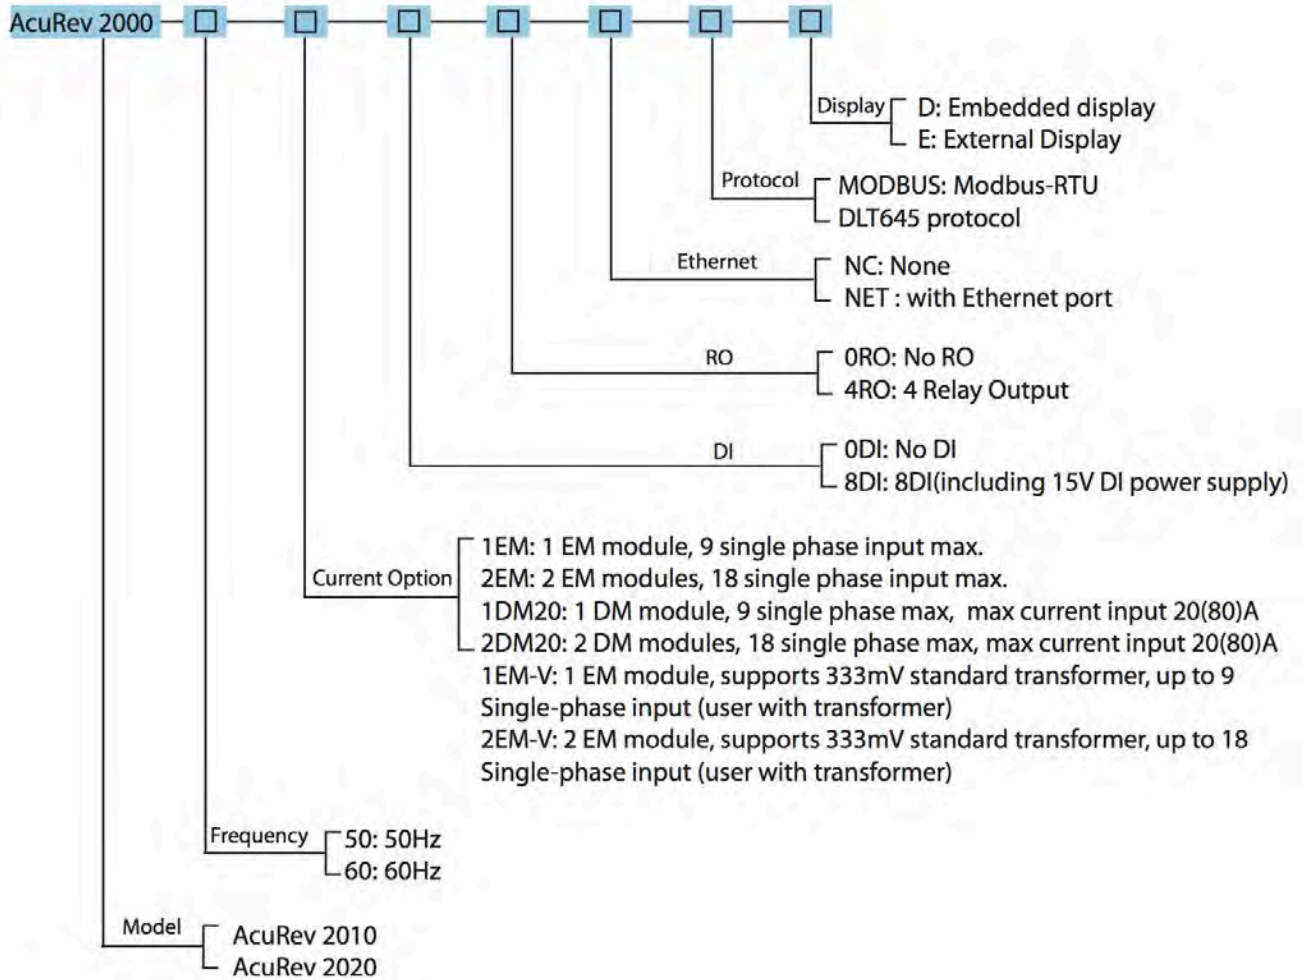 AcuRev 2000
Display
D: Embedded display
E: External Display
Protocol
MODBUS: Modbus-RTU
DLT645 protocol
Ethernet
NC: None
NET : with Ethernet port
RO
0RO: No RO
4RO: 4 Relay Output
DI
0DI: No DI
8DI: 8DI(including 15V DI power supply)
Current Option
1EM: 1 EM module, 9 single phase input max.
2EM: 2 EM modules, 18 single phase input max.
1DM20: 1 DM module, 9 single phase max, max current input 20(80)A
2DM20: 2 DM modules, 18 single phase max, max current input 20(80)A
1EM-V: 1 EM module, supports 333mV standard transformer, up to 9
Single-phase input (user with transformer)
2EM-V: 2 EM module, supports 333mV standard transformer, up to 18
Single-phase input (user with transformer)
Frequency
50: 50Hz
60: 60Hz
Model
AcuRev 2010
AcuRev 2020